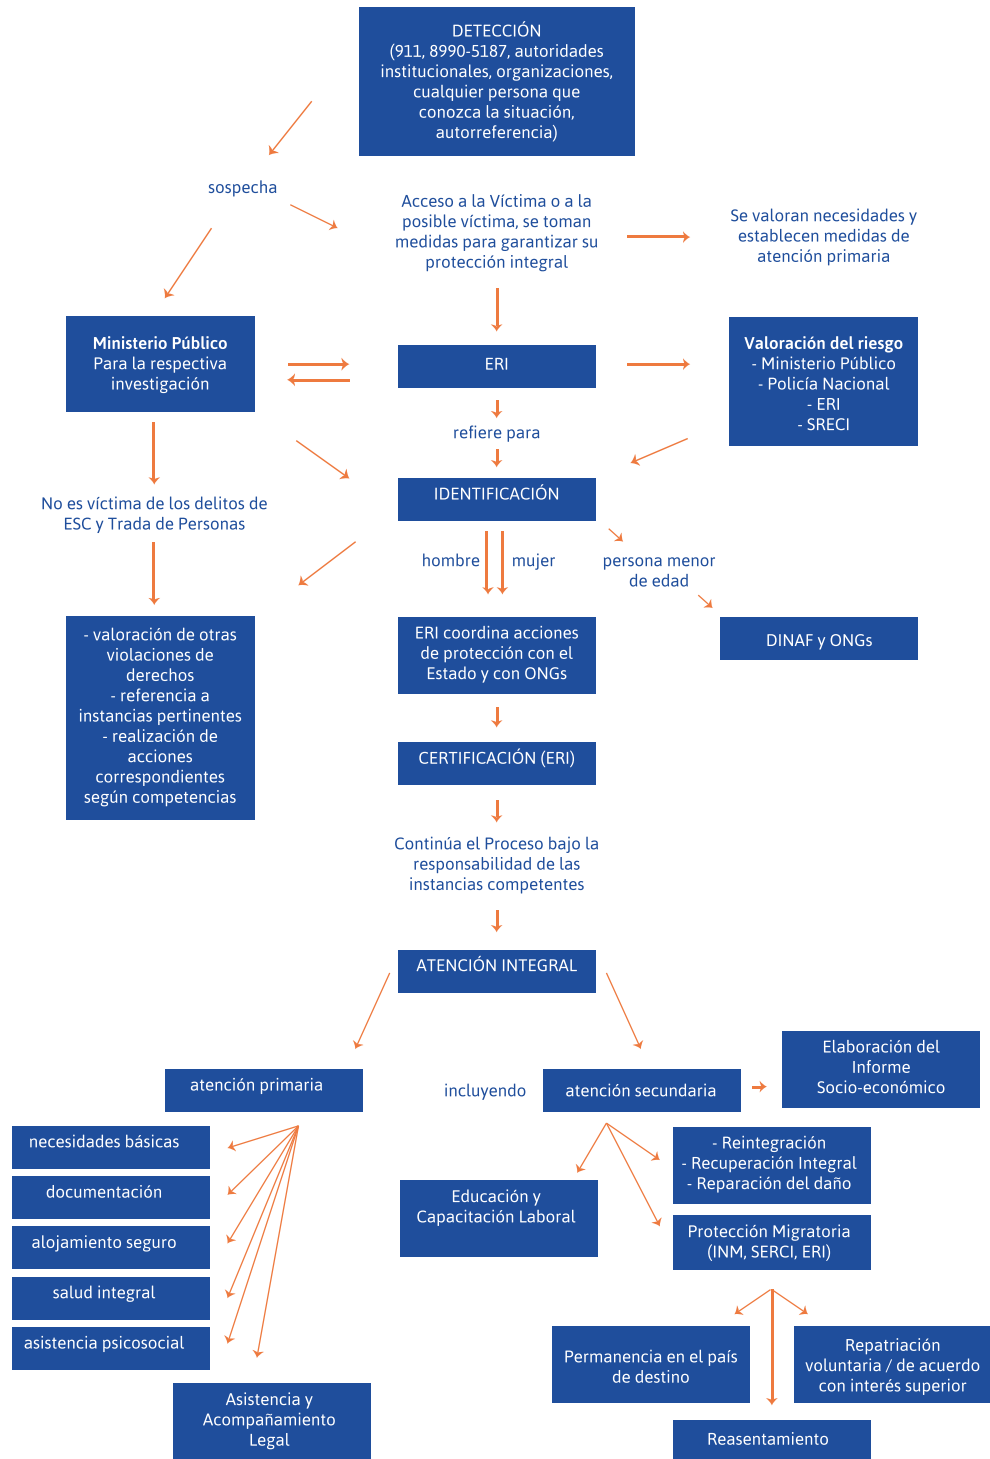 DETECCIÓN
(911, 8990-5187, autoridades
institucionales, organizaciones,
cualquier persona que
conozca la situación,
autorreferencia)
sospecha
Acceso a la Víctima o a la
posible víctima, se toman
medidas para garantizar su
protección integral
Se valoran necesidades y
establecen medidas de
atención primaria
Ministerio Público
Para la respectiva
investigación
ERI
Valoración del riesgo
- Ministerio Público
- Policía Nacional
- ERI
- SRECI
refiere para
IDENTIFICACIÓN
No es víctima de los delitos de
ESC y Trada de Personas
hombre
mujer
persona menor
de edad
- valoración de otras
violaciones de
derechos
- referencia a
instancias pertinentes
- realización de
acciones
correspondientes
según competencias
ERI coordina acciones
de protección con el
Estado y con ONGs
DINAF y ONGs
CERTIFICACIÓN (ERI)
Continúa el Proceso bajo la
responsabilidad de las
instancias competentes
ATENCIÓN INTEGRAL
atención primaria
incluyendo
atención secundaria
Elaboración del
Informe
Socio-económico
necesidades básicas
documentación
alojamiento seguro
salud integral
asistencia psicosocial
Asistencia y
Acompañamiento
Legal
Educación y
Capacitación Laboral
- Reintegración
- Recuperación Integral
- Reparación del daño
Protección Migratoria
(INM, SERCI, ERI)
Permanencia en el país
de destino
Repatriación
voluntaria / de acuerdo
con interés superior
Reasentamiento